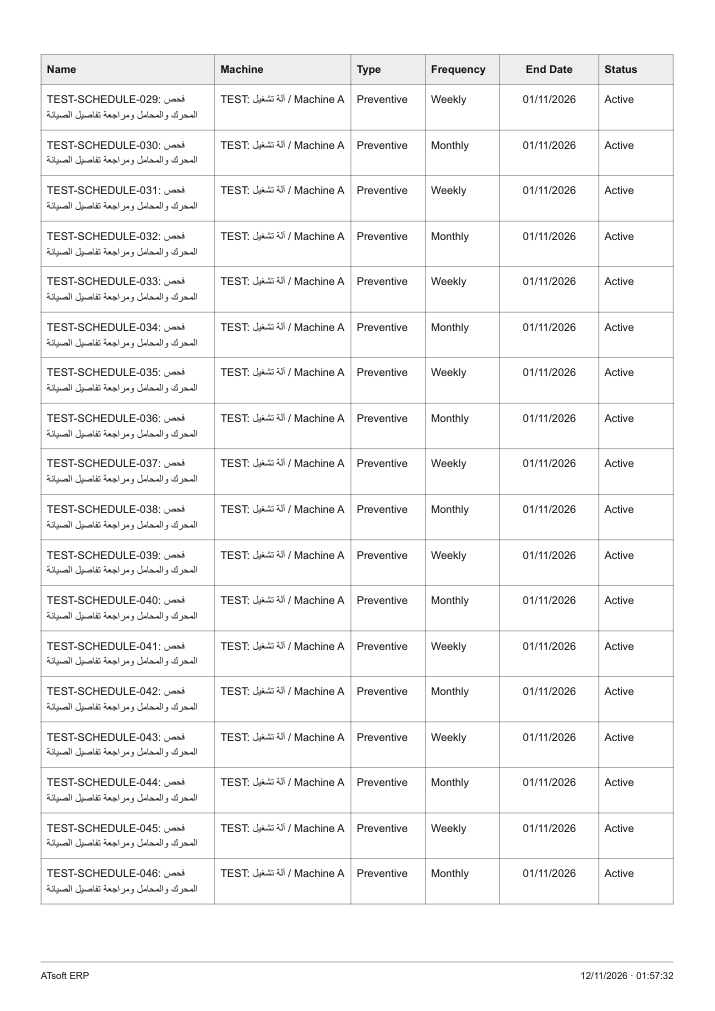 Name Machine Type Frequency End Date Status
TEST-SCHEDULE-029: فحص TEST: آلة تشغيل / Machine A Preventive Weekly 01/11/2026 Active
المحرك والمحامل ومراجعة تفاصيل الصيانة
TEST-SCHEDULE-030: فحص TEST: آلة تشغيل / Machine A Preventive Monthly 01/11/2026 Active
المحرك والمحامل ومراجعة تفاصيل الصيانة
TEST-SCHEDULE-031: فحص TEST: آلة تشغيل / Machine A Preventive Weekly 01/11/2026 Active
المحرك والمحامل ومراجعة تفاصيل الصيانة
TEST-SCHEDULE-032: فحص TEST: آلة تشغيل / Machine A Preventive Monthly 01/11/2026 Active
المحرك والمحامل ومراجعة تفاصيل الصيانة
TEST-SCHEDULE-033: فحص TEST: آلة تشغيل / Machine A Preventive Weekly 01/11/2026 Active
المحرك والمحامل ومراجعة تفاصيل الصيانة
TEST-SCHEDULE-034: فحص TEST: آلة تشغيل / Machine A Preventive Monthly 01/11/2026 Active
المحرك والمحامل ومراجعة تفاصيل الصيانة
TEST-SCHEDULE-035: فحص TEST: آلة تشغيل / Machine A Preventive Weekly 01/11/2026 Active
المحرك والمحامل ومراجعة تفاصيل الصيانة
TEST-SCHEDULE-036: فحص TEST: آلة تشغيل / Machine A Preventive Monthly 01/11/2026 Active
المحرك والمحامل ومراجعة تفاصيل الصيانة
TEST-SCHEDULE-037: فحص TEST: آلة تشغيل / Machine A Preventive Weekly 01/11/2026 Active
المحرك والمحامل ومراجعة تفاصيل الصيانة
TEST-SCHEDULE-038: فحص TEST: آلة تشغيل / Machine A Preventive Monthly 01/11/2026 Active
المحرك والمحامل ومراجعة تفاصيل الصيانة
TEST-SCHEDULE-039: فحص TEST: آلة تشغيل / Machine A Preventive Weekly 01/11/2026 Active
المحرك والمحامل ومراجعة تفاصيل الصيانة
TEST-SCHEDULE-040: فحص TEST: آلة تشغيل / Machine A Preventive Monthly 01/11/2026 Active
المحرك والمحامل ومراجعة تفاصيل الصيانة
TEST-SCHEDULE-041: فحص TEST: آلة تشغيل / Machine A Preventive Weekly 01/11/2026 Active
المحرك والمحامل ومراجعة تفاصيل الصيانة
TEST-SCHEDULE-042: فحص TEST: آلة تشغيل / Machine A Preventive Monthly 01/11/2026 Active
المحرك والمحامل ومراجعة تفاصيل الصيانة
TEST-SCHEDULE-043: فحص TEST: آلة تشغيل / Machine A Preventive Weekly 01/11/2026 Active
المحرك والمحامل ومراجعة تفاصيل الصيانة
TEST-SCHEDULE-044: فحص TEST: آلة تشغيل / Machine A Preventive Monthly 01/11/2026 Active
المحرك والمحامل ومراجعة تفاصيل الصيانة
TEST-SCHEDULE-045: فحص TEST: آلة تشغيل / Machine A Preventive Weekly 01/11/2026 Active
المحرك والمحامل ومراجعة تفاصيل الصيانة
TEST-SCHEDULE-046: فحص TEST: آلة تشغيل / Machine A Preventive Monthly 01/11/2026 Active
المحرك والمحامل ومراجعة تفاصيل الصيانة
ATsoft ERP 12/11/2026 · 01:57:32